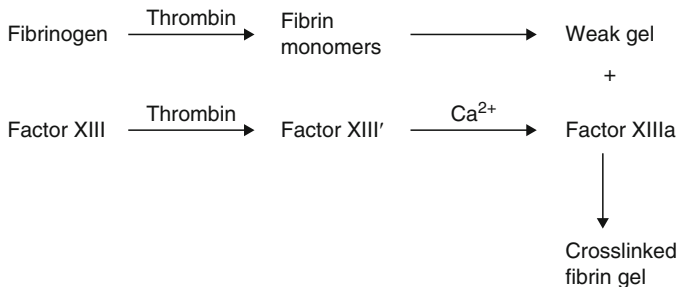 Thrombin
Fibrinogen
Fibrin
monomers
Weak gel
+
Thrombin
Ca²⁺
Factor XIII
Factor XIII′
Factor XIIIa
Crosslinked
fibrin gel